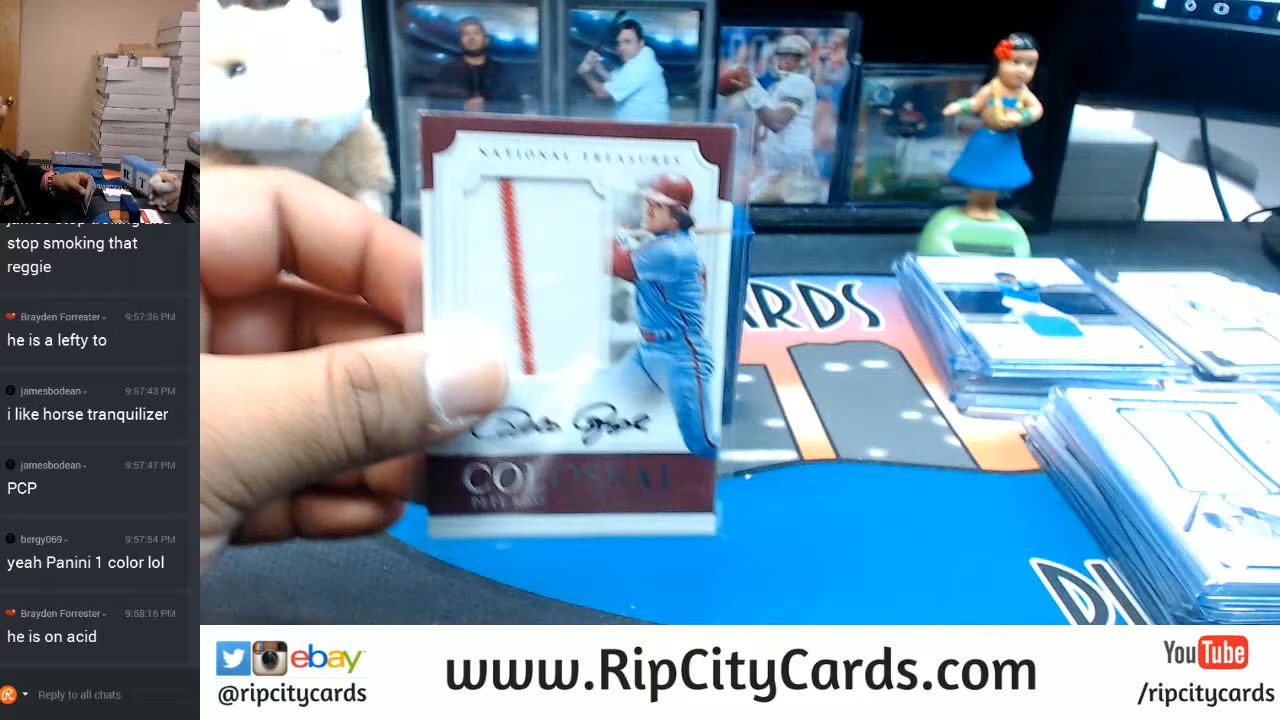 stop smoking that
reggie
Brayden Forrester
9:57:36 PM
he is a lefty to
jamesbodean
9:57:43 PM
i like horse tranquilizer
jamesbodean
9:57:47 PM
PCP
bergy069
9:57:54 PM
yeah Panini 1 color lol
Brayden Forrester
9:58:16 PM
he is on acid
Reply to all chats
NATIONAL TREASURES
COLOSSAL
PETE ROSE
ARDS
ebay
@ripcitycards
www.RipCityCards.com
YouTube
/ripcitycards